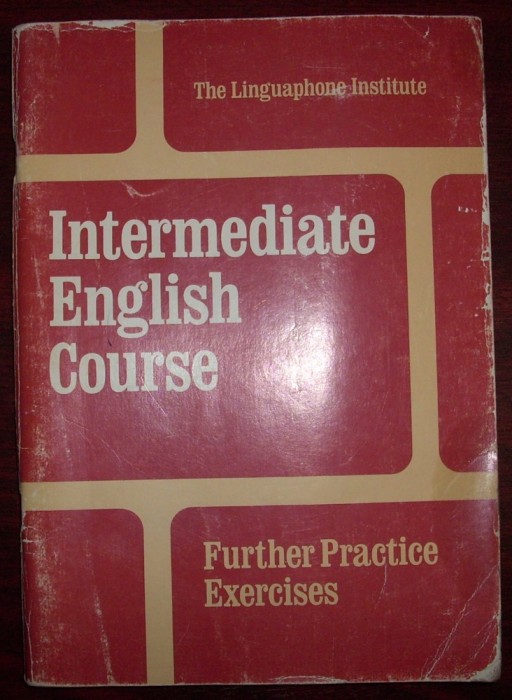 The Linguaphone Institute
Intermediate
English
Course
Further Practice
Exercises